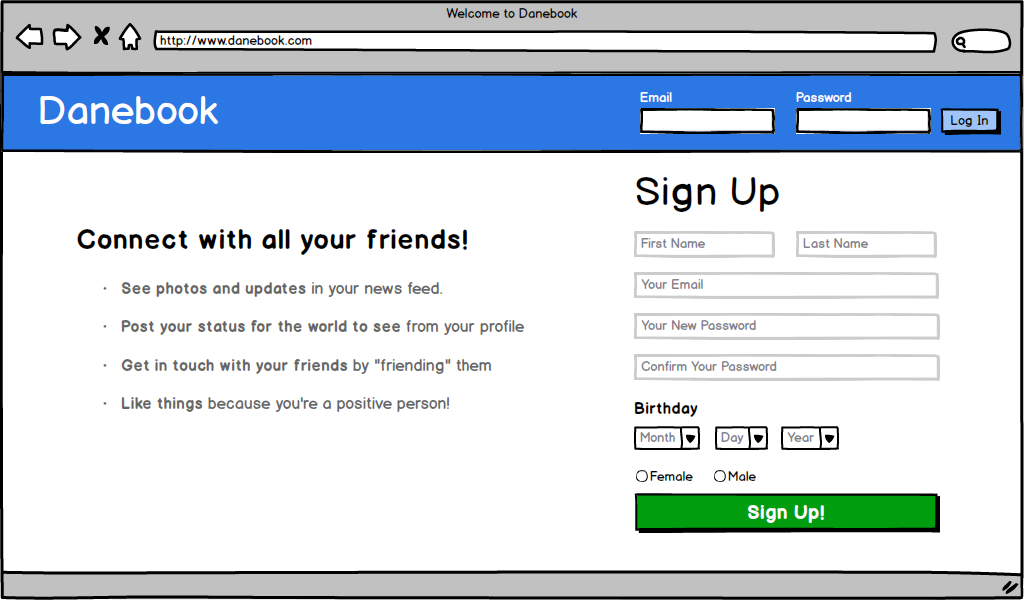 Welcome to Danebook
http://www.danebook.com
Danebook
Email
Password
Log In
Connect with all your friends!
· See photos and updates in your news feed.
· Post your status for the world to see from your profile
· Get in touch with your friends by "friending" them
· Like things because you're a positive person!
Sign Up
First Name
Last Name
Your Email
Your New Password
Confirm Your Password
Birthday
Month
Day
Year
Female
Male
Sign Up!